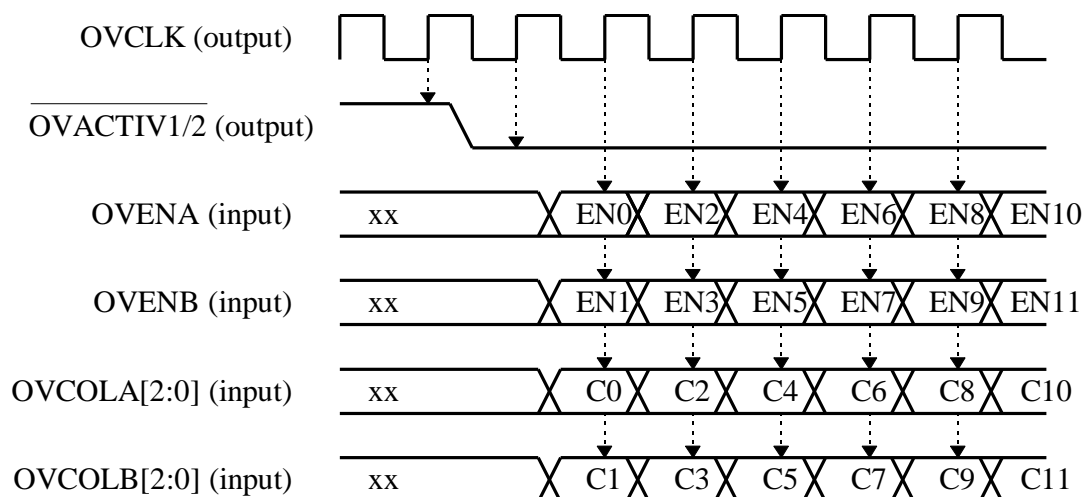 OVCLK (output)
OVACTIV1/2 (output)
OVENA (input) xx EN0 EN2 EN4 EN6 EN8 EN10
OVENB (input) xx EN1 EN3 EN5 EN7 EN9 EN11
OVCOLA[2:0] (input) xx C0 C2 C4 C6 C8 C10
OVCOLB[2:0] (input) xx C1 C3 C5 C7 C9 C11